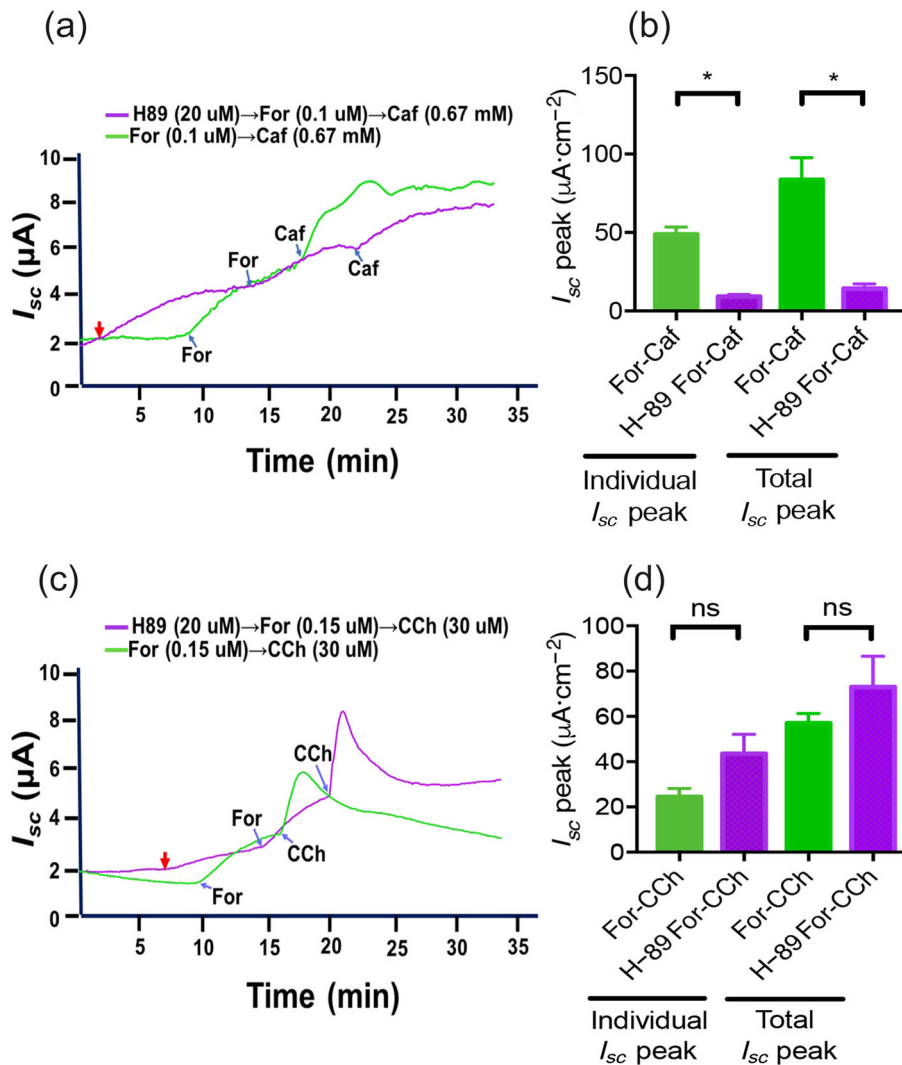 (a)
H89 (20 uM)→For (0.1 uM)→Caf (0.67 mM)
For (0.1 uM)→Caf (0.67 mM)
Isc (µA)
10
8
6
4
2
0
For
For
Caf
Caf
5 10 15 20 25 30 35
Time (min)
(b)
Isc peak (µA·cm−2)
150
100
50
0
* *
For-Caf
H−89 For-Caf
For-Caf
H−89 For-Caf
Individual
Isc peak
Total
Isc peak
(c)
H89 (20 uM)→For (0.15 uM)→CCh (30 uM)
For (0.15 uM)→CCh (30 uM)
Isc (µA)
10
8
6
4
2
0
For
For
CCh
CCh
5 10 15 20 25 30 35
Time (min)
(d)
Isc peak (µA·cm−2)
100
80
60
40
20
0
ns ns
For-CCh
H−89 For-CCh
For-CCh
H−89 For-CCh
Individual
Isc peak
Total
Isc peak